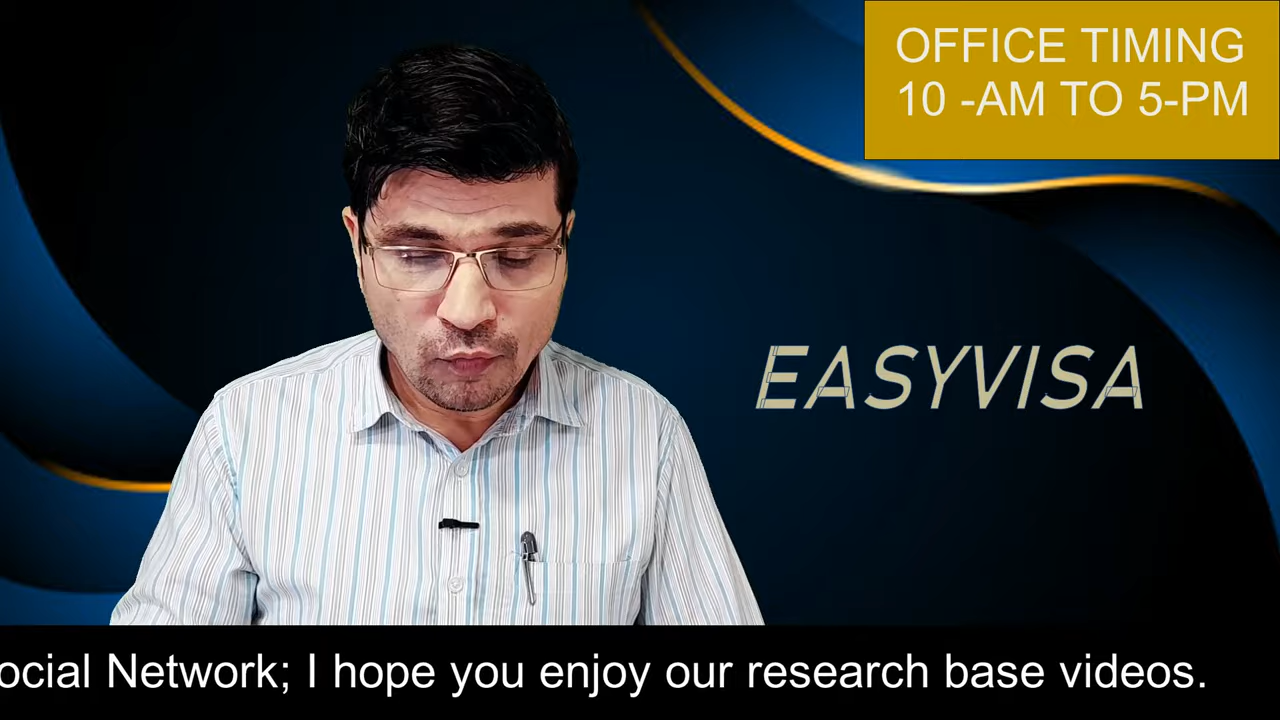 OFFICE TIMING
10 -AM TO 5-PM
EASYVISA
ocial Network; I hope you enjoy our research base videos.